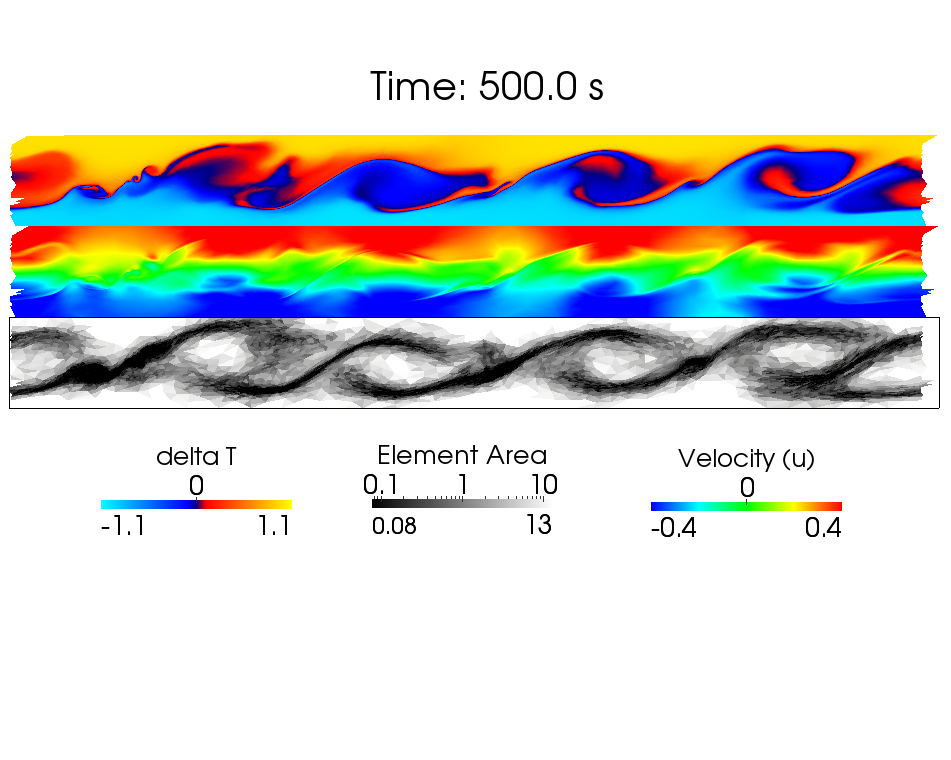 Time: 500.0 s
delta T
0
-1.1 1.1
Element Area
0.1 1 10
0.08 13
Velocity (u)
0
-0.4 0.4